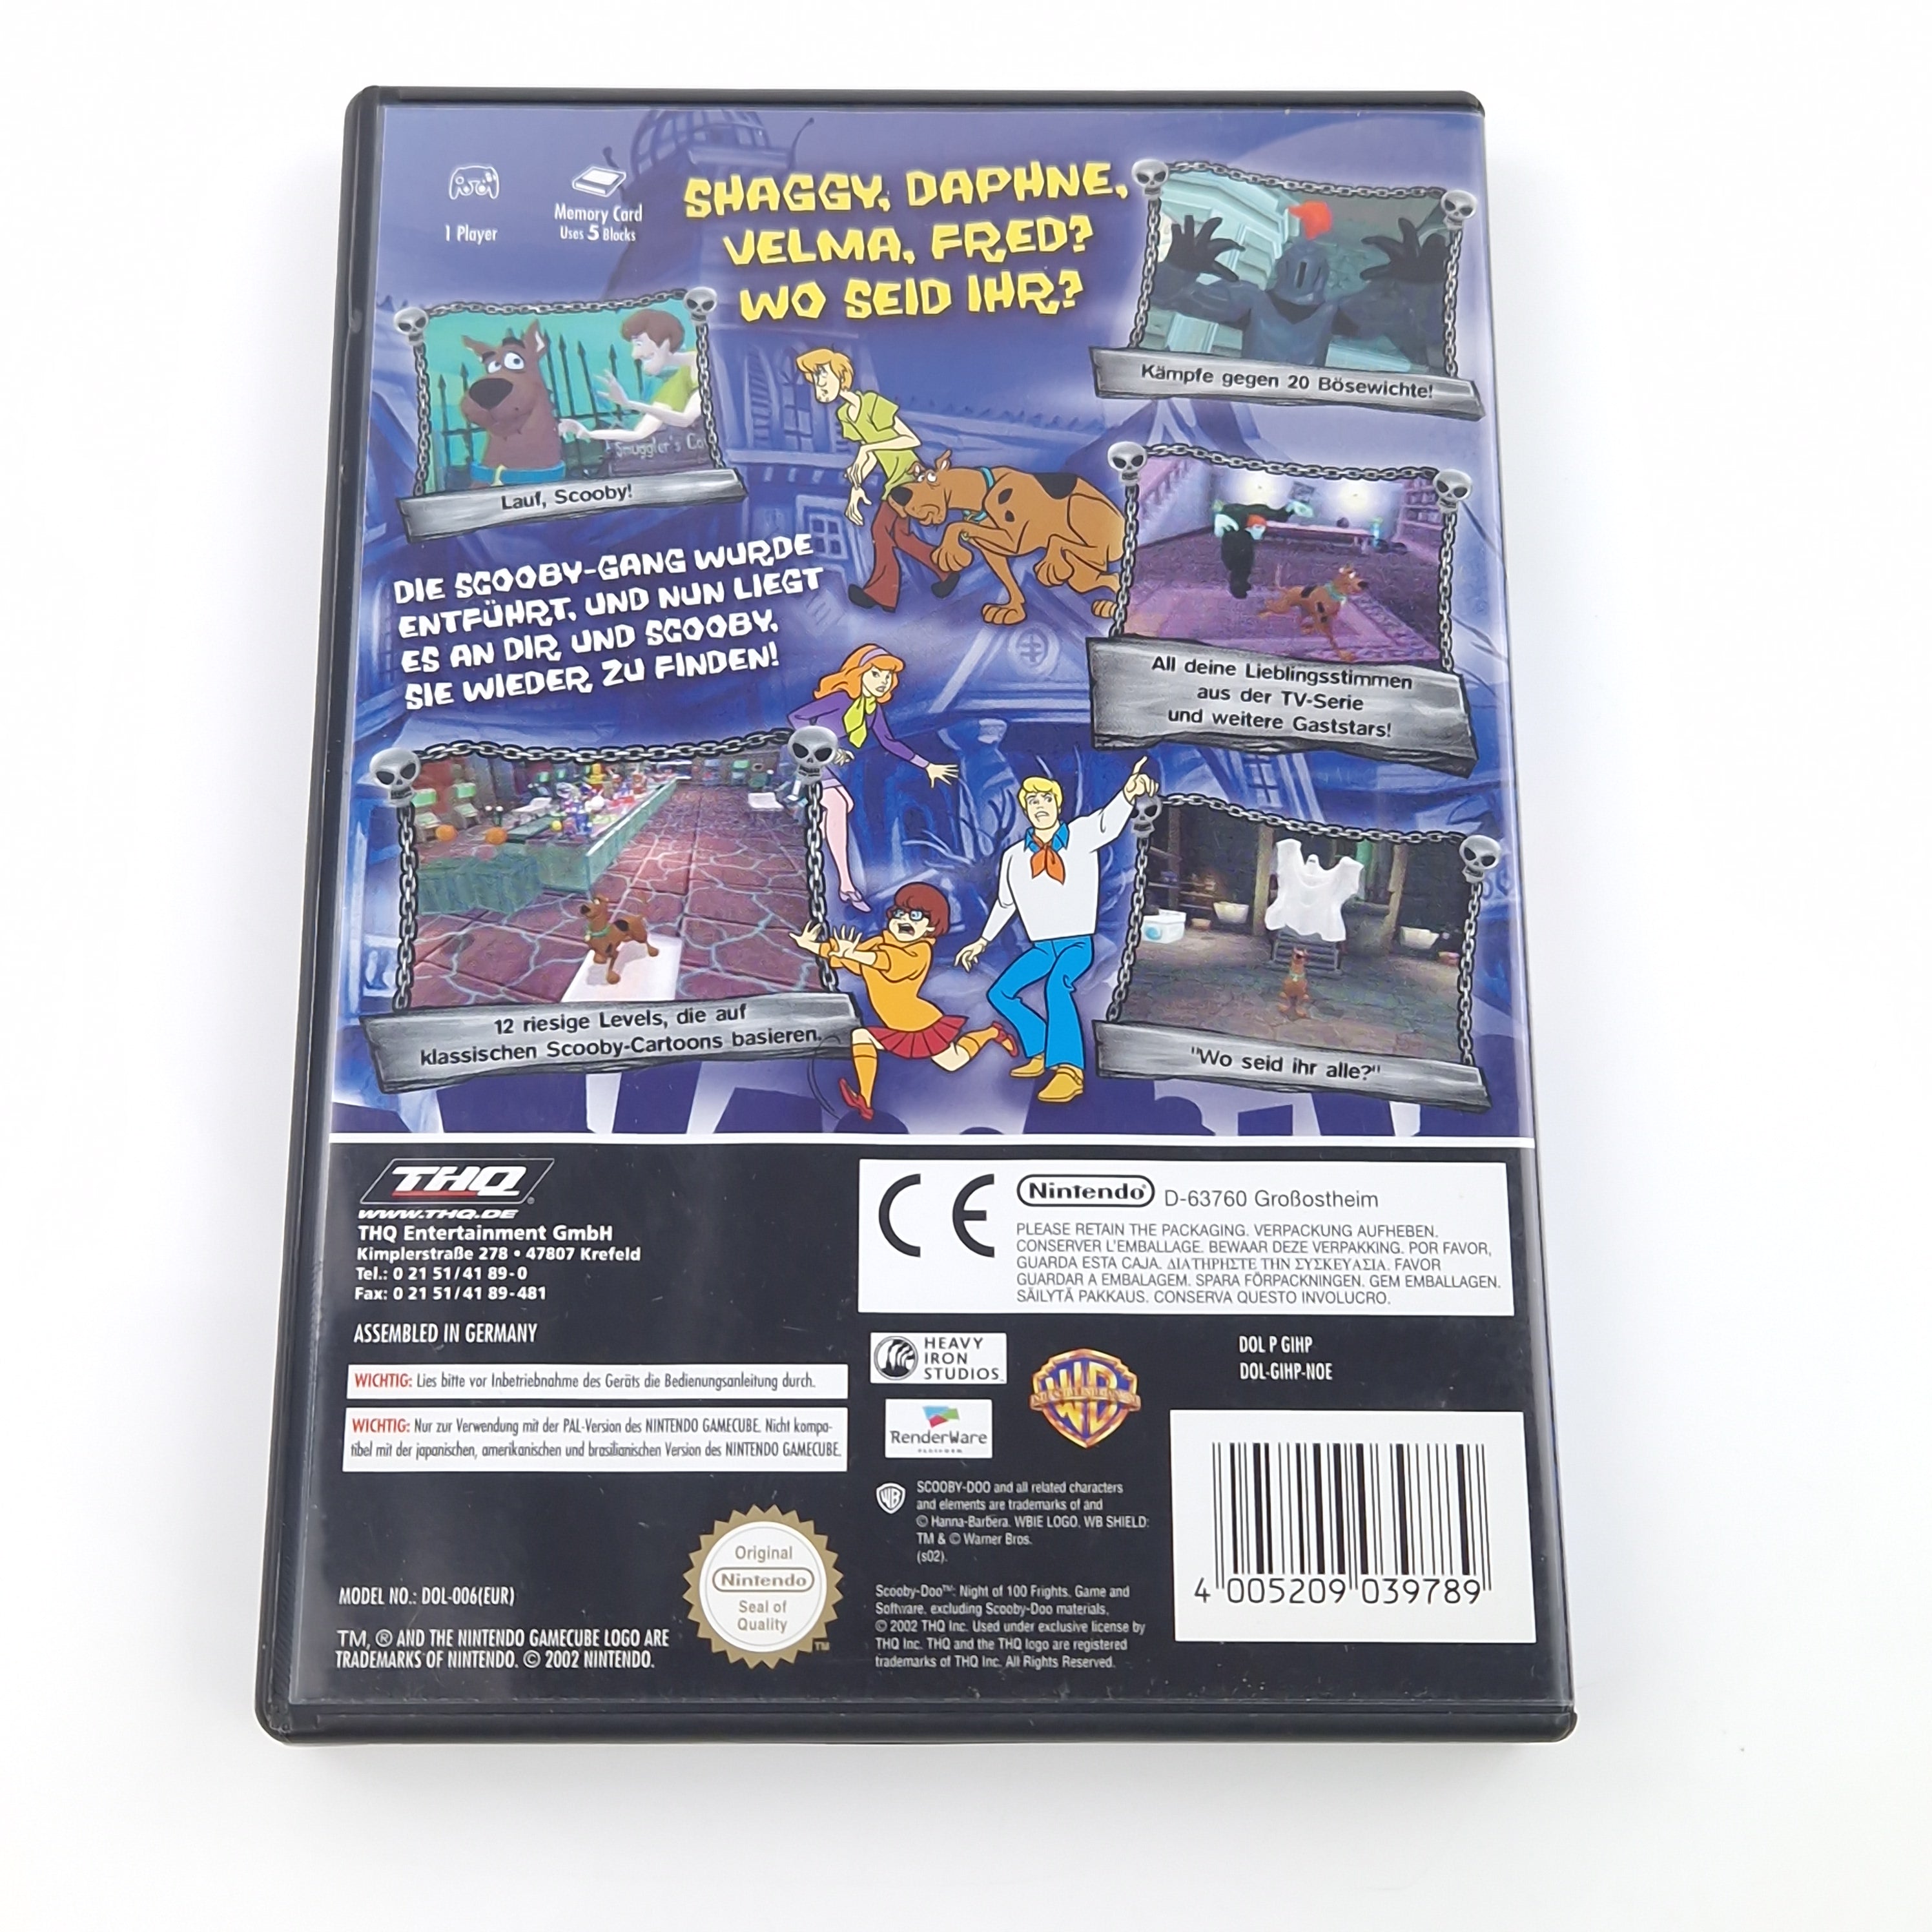 1 Player
Memory Card
Uses 5 Blocks
SHAGGY, DAPHNE,
VELMA, FRED?
WO SEID IHR?
Kämpfe gegen 20 Bösewichte!
Smuggler's
Lauf, Scooby!
DIE SCOOBY-GANG WURDE
ENTFÜHRT, UND NUN LIEGT
ES AN DIR UND SCOOBY,
SIE WIEDER ZU FINDEN!
All deine Lieblingsstimmen
aus der TV-Serie
und weitere Gaststars!
12 riesige Levels, die auf
klassischen Scooby-Cartoons basieren.
"Wo seid ihr alle?"
THQ
WWW.THQ.DE
THQ Entertainment GmbH
Kimplerstraße 278 • 47807 Krefeld
Tel.: 0 21 51/41 89-0
Fax: 0 21 51/41 89-481
ASSEMBLED IN GERMANY
WICHTIG: Lies bitte vor Inbetriebnahme des Geräts die Bedienungsanleitung durch.
WICHTIG: Nur zur Verwendung mit der PAL-Version des NINTENDO GAMECUBE. Nicht kompa-
tibel mit der japanischen, amerikanischen und brasilianischen Version des NINTENDO GAMECUBE.
MODEL NO.: DOL-006(EUR)
TM, ® AND THE NINTENDO GAMECUBE LOGO ARE
TRADEMARKS OF NINTENDO. © 2002 NINTENDO.
Original
Nintendo
Seal of
Quality
TM
CE
Nintendo® D-63760 Großostheim
PLEASE RETAIN THE PACKAGING. VERPACKUNG AUFHEBEN.
CONSERVER L'EMBALLAGE. BEWAAR DEZE VERPAKKING. POR FAVOR,
GUARDA ESTA CAJA. ΔΙΑΤΗΡΗΣΤΕ ΤΗΝ ΣΥΣΚΕΥΑΣΙΑ. FAVOR
GUARDAR A EMBALAGEM. SPARA FÖRPACKNINGEN. GEM EMBALLAGEN.
SÄILYTÄ PAKKAUS. CONSERVA QUESTO INVOLUCRO.
HEAVY
IRON
STUDIOS
WB
RenderWare
DOL P GIHP
DOL-GIHP-NOE
WB
SCOOBY-DOO and all related characters
and elements are trademarks of and
© Hanna-Barbera. WBIE LOGO, WB SHIELD:
TM & © Warner Bros.
(s02).
Scooby-Doo™: Night of 100 Frights. Game and
Software, excluding Scooby-Doo materials,
© 2002 THQ Inc. Used under exclusive license by
THQ Inc. THQ and the THQ logo are registered
trademarks of THQ Inc. All Rights Reserved.
4 005209 039789